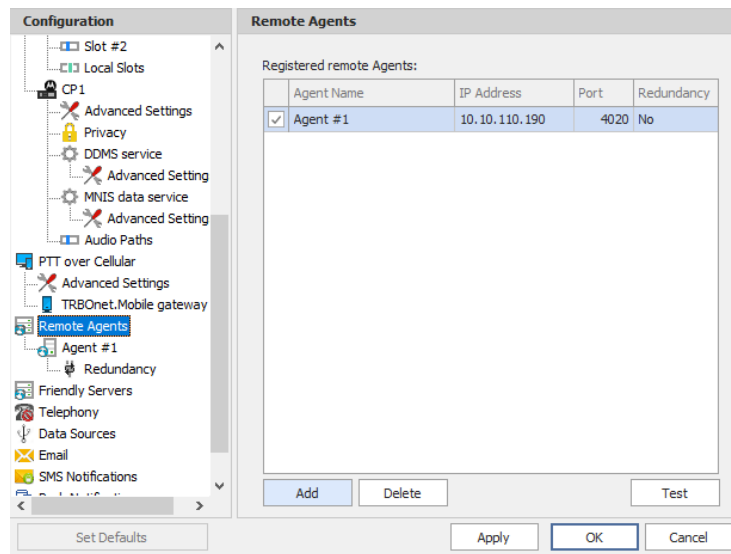 Configuration
Slot #2
Local Slots
CP1
Advanced Settings
Privacy
DDMS service
Advanced Setting
MNIS data service
Advanced Setting
Audio Paths
PTT over Cellular
Advanced Settings
TRBOnet.Mobile gateway
Remote Agents
Agent #1
Redundancy
Friendly Servers
Telephony
Data Sources
Email
SMS Notifications
Set Defaults
Remote Agents
Registered remote Agents:
Agent Name IP Address Port Redundancy
Agent #1 10.10.110.190 4020 No
Add Delete Test
Apply OK Cancel